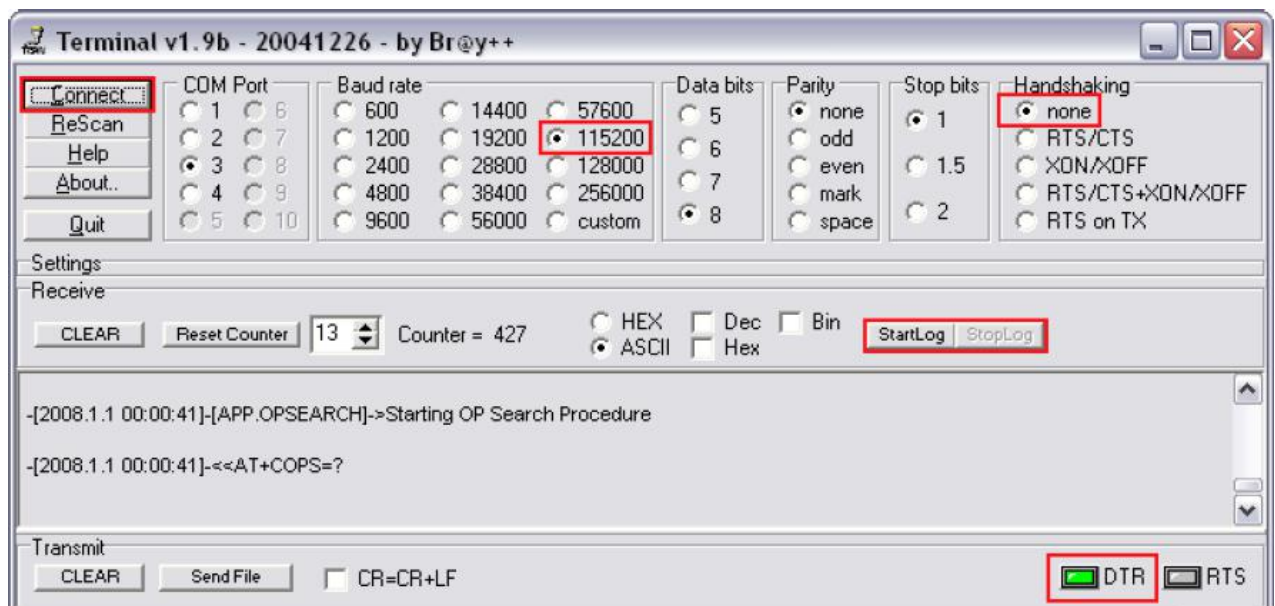 Terminal v1.9b - 20041226 - by Br@y++
Connect
ReScan
Help
About..
Quit
COM Port
1 6
2 7
3 8
4 9
5 10
Baud rate
600 14400 57600
1200 19200 115200
2400 28800 128000
4800 38400 256000
9600 56000 custom
Data bits
5
6
7
8
Parity
none
odd
even
mark
space
Stop bits
1
1.5
2
Handshaking
none
RTS/CTS
XON/XOFF
RTS/CTS+XON/XOFF
RTS on TX
Settings
Receive
CLEAR Reset Counter 13 Counter = 427
HEX Dec Bin
ASCII Hex
StartLog StopLog
-[2008.1.1 00:00:41]-[APP.OPSEARCH]->Starting OP Search Procedure
-[2008.1.1 00:00:41]-<<AT+COPS=?
Transmit
CLEAR Send File CR=CR+LF DTR RTS